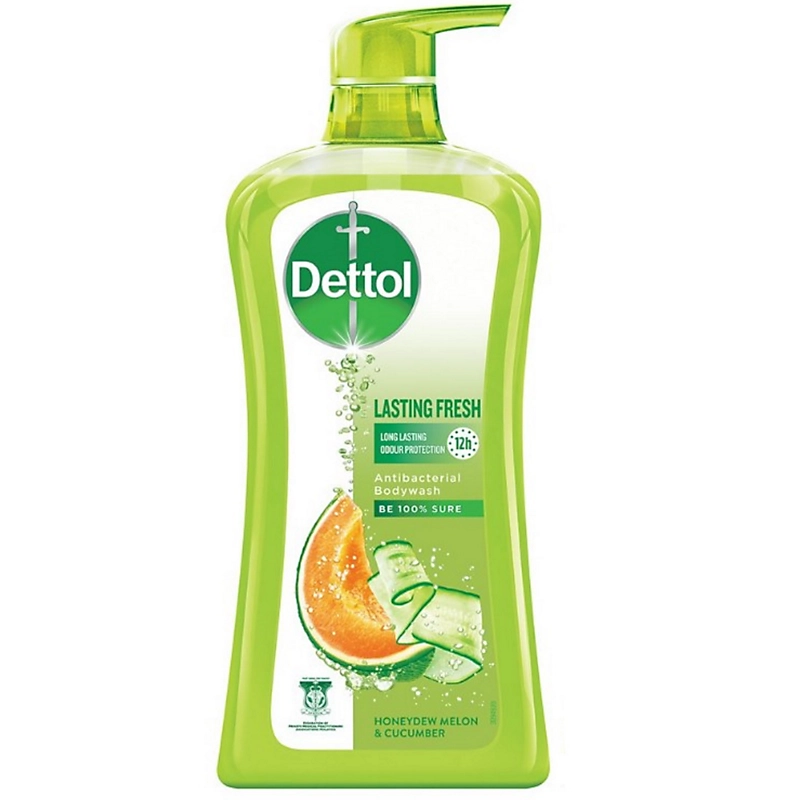 Dettol
LASTING FRESH
LONG LASTING
ODOUR PROTECTION
12h
Antibacterial
Bodywash
BE 100% SURE
HONEYDEW MELON
& CUCUMBER